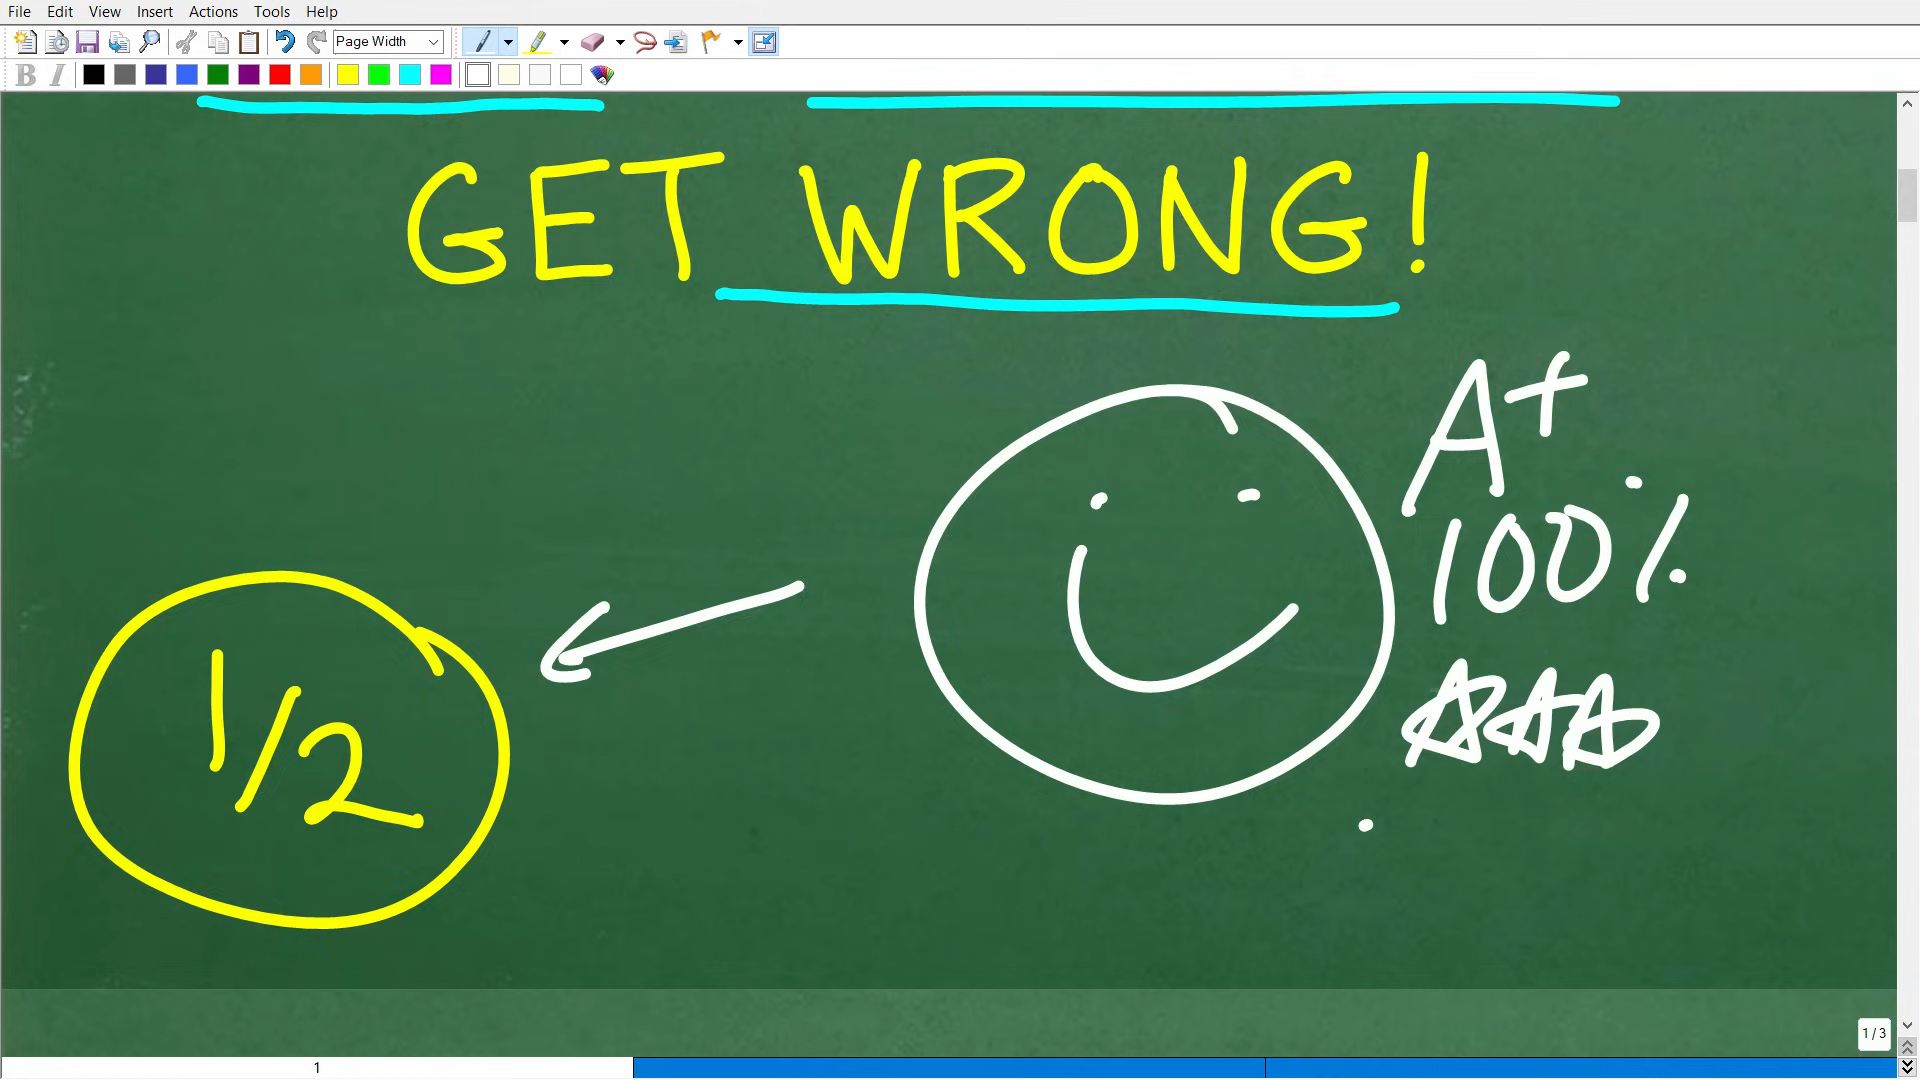 File Edit View Insert Actions Tools Help
Page Width
B I
GET WRONG!
A+
100%
1/2
1/3
1